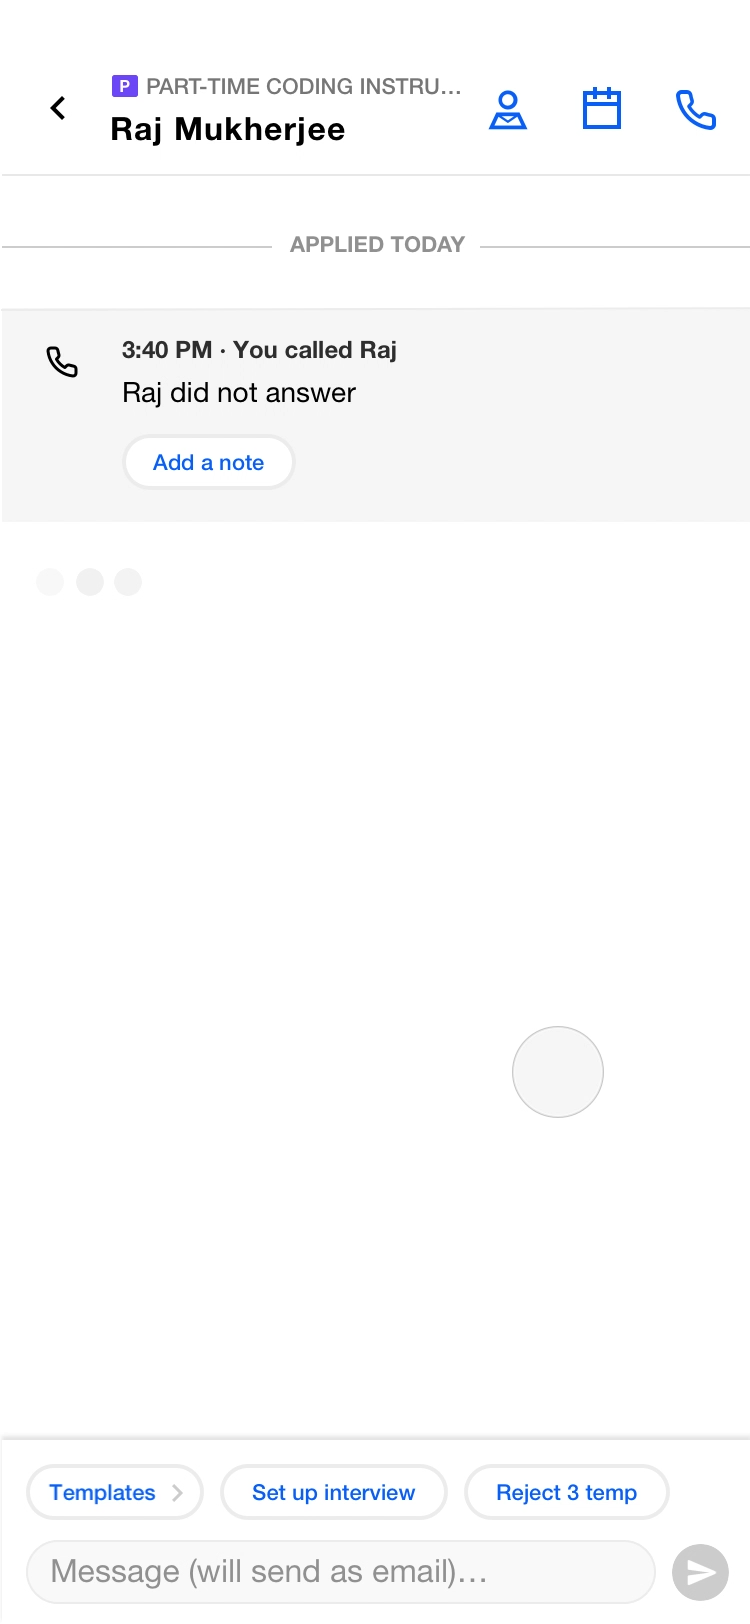 P PART-TIME CODING INSTRU...
Raj Mukherjee
APPLIED TODAY
3:40 PM · You called Raj
Raj did not answer
Add a note
Templates
Set up interview
Reject 3 temp
Message (will send as email)...